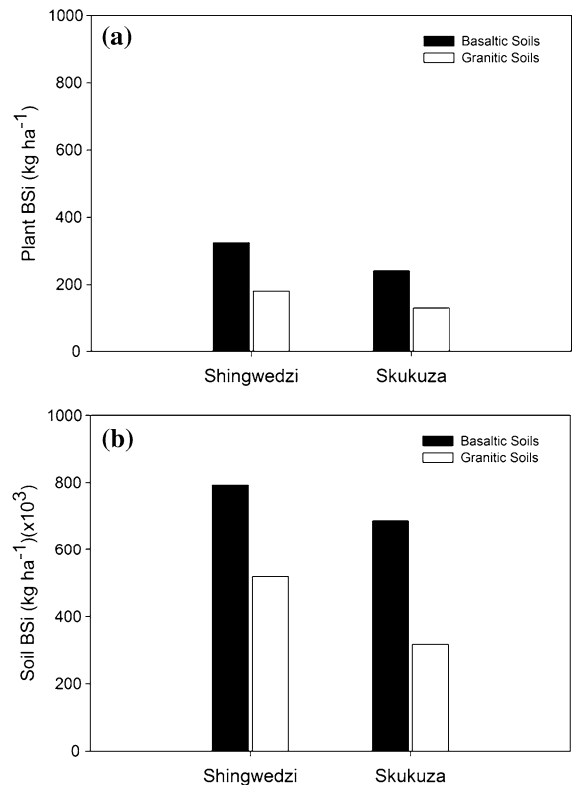 (a)
Basaltic Soils
Granitic Soils
Plant BSi (kg ha⁻¹)
1000
800
600
400
200
0
Shingwedzi Skukuza
(b)
Basaltic Soils
Granitic Soils
Soil BSi (kg ha⁻¹)(x10³)
1000
800
600
400
200
0
Shingwedzi Skukuza